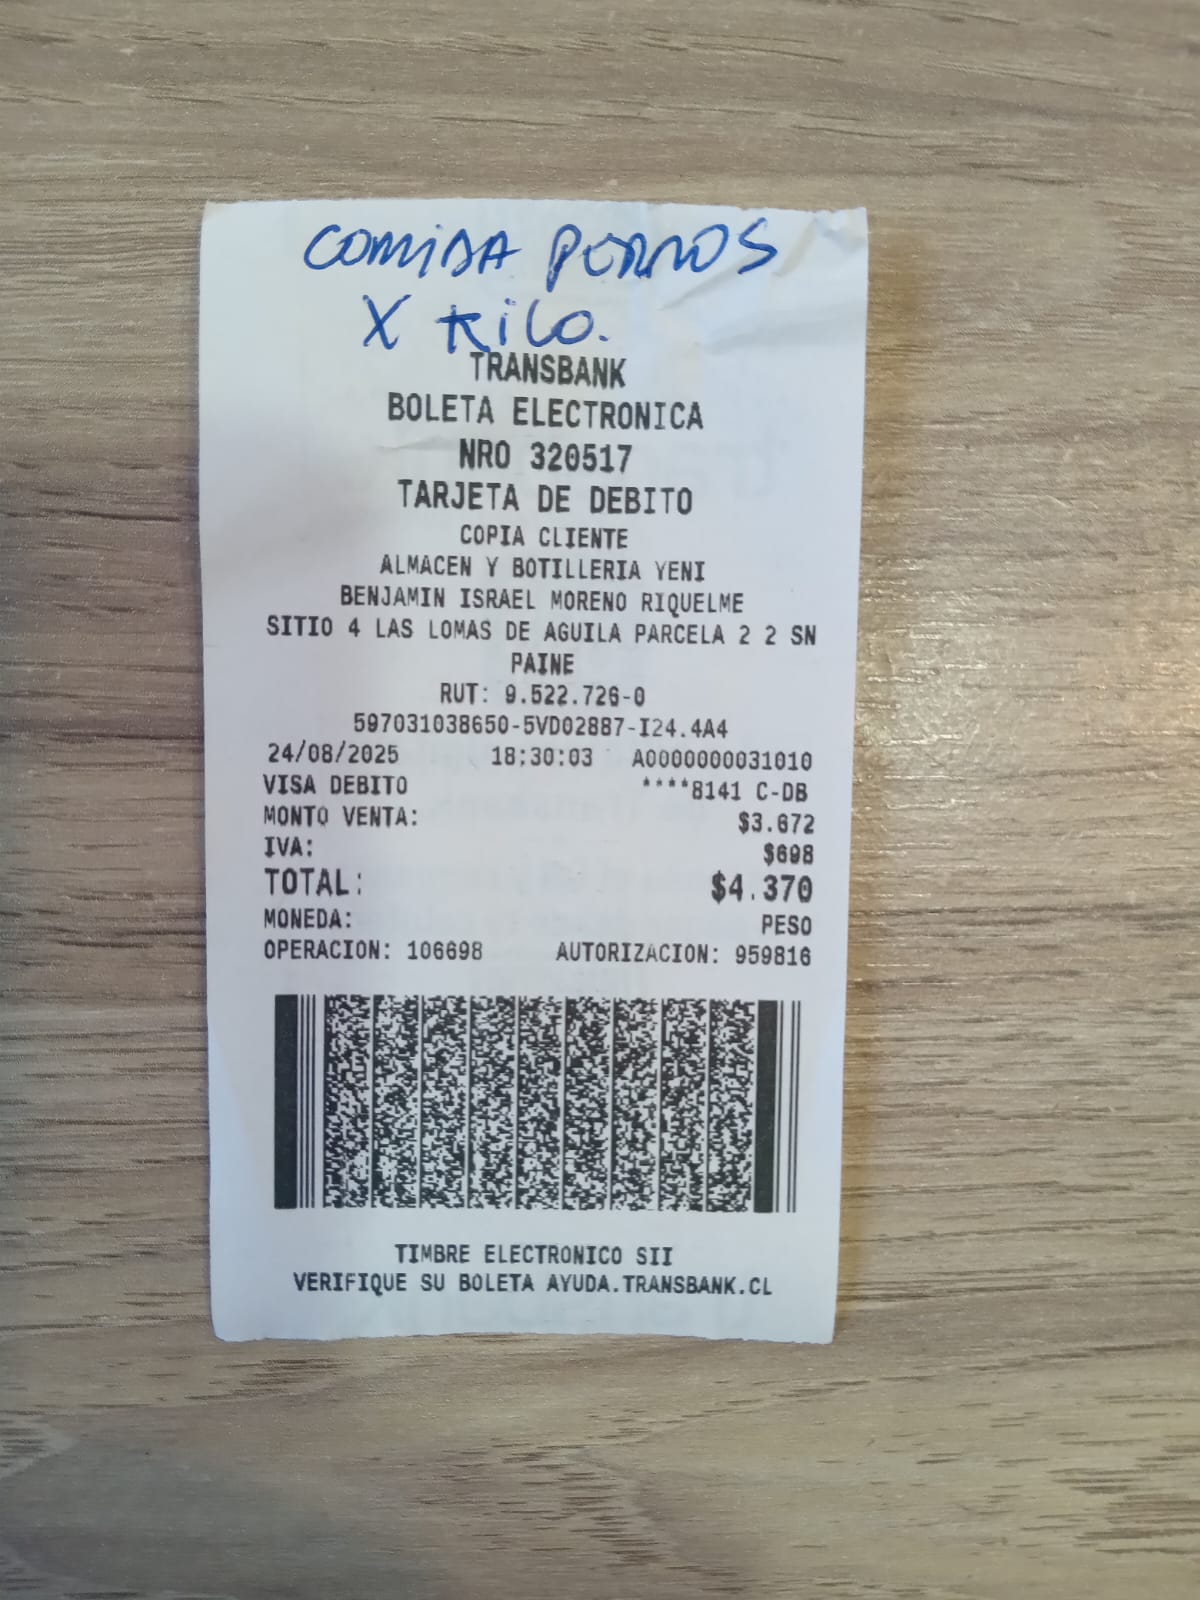 COMIDA PERROS
X KILO.
TRANSBANK
BOLETA ELECTRONICA
NRO 320517
TARJETA DE DEBITO
COPIA CLIENTE
ALMACEN Y BOTILLERIA YENI
BENJAMIN ISRAEL MORENO RIQUELME
SITIO 4 LAS LOMAS DE AGUILA PARCELA 2 2 SN
PAINE
RUT: 9.522.726-0
597031038650-5VD02887-I24.4A4
24/08/2025 18:30:03 A0000000031010
VISA DEBITO ****8141 C-DB
MONTO VENTA: $3.672
IVA: $698
TOTAL: $4.370
MONEDA: PESO
OPERACION: 106698 AUTORIZACION: 959816
TIMBRE ELECTRONICO SII
VERIFIQUE SU BOLETA AYUDA.TRANSBANK.CL